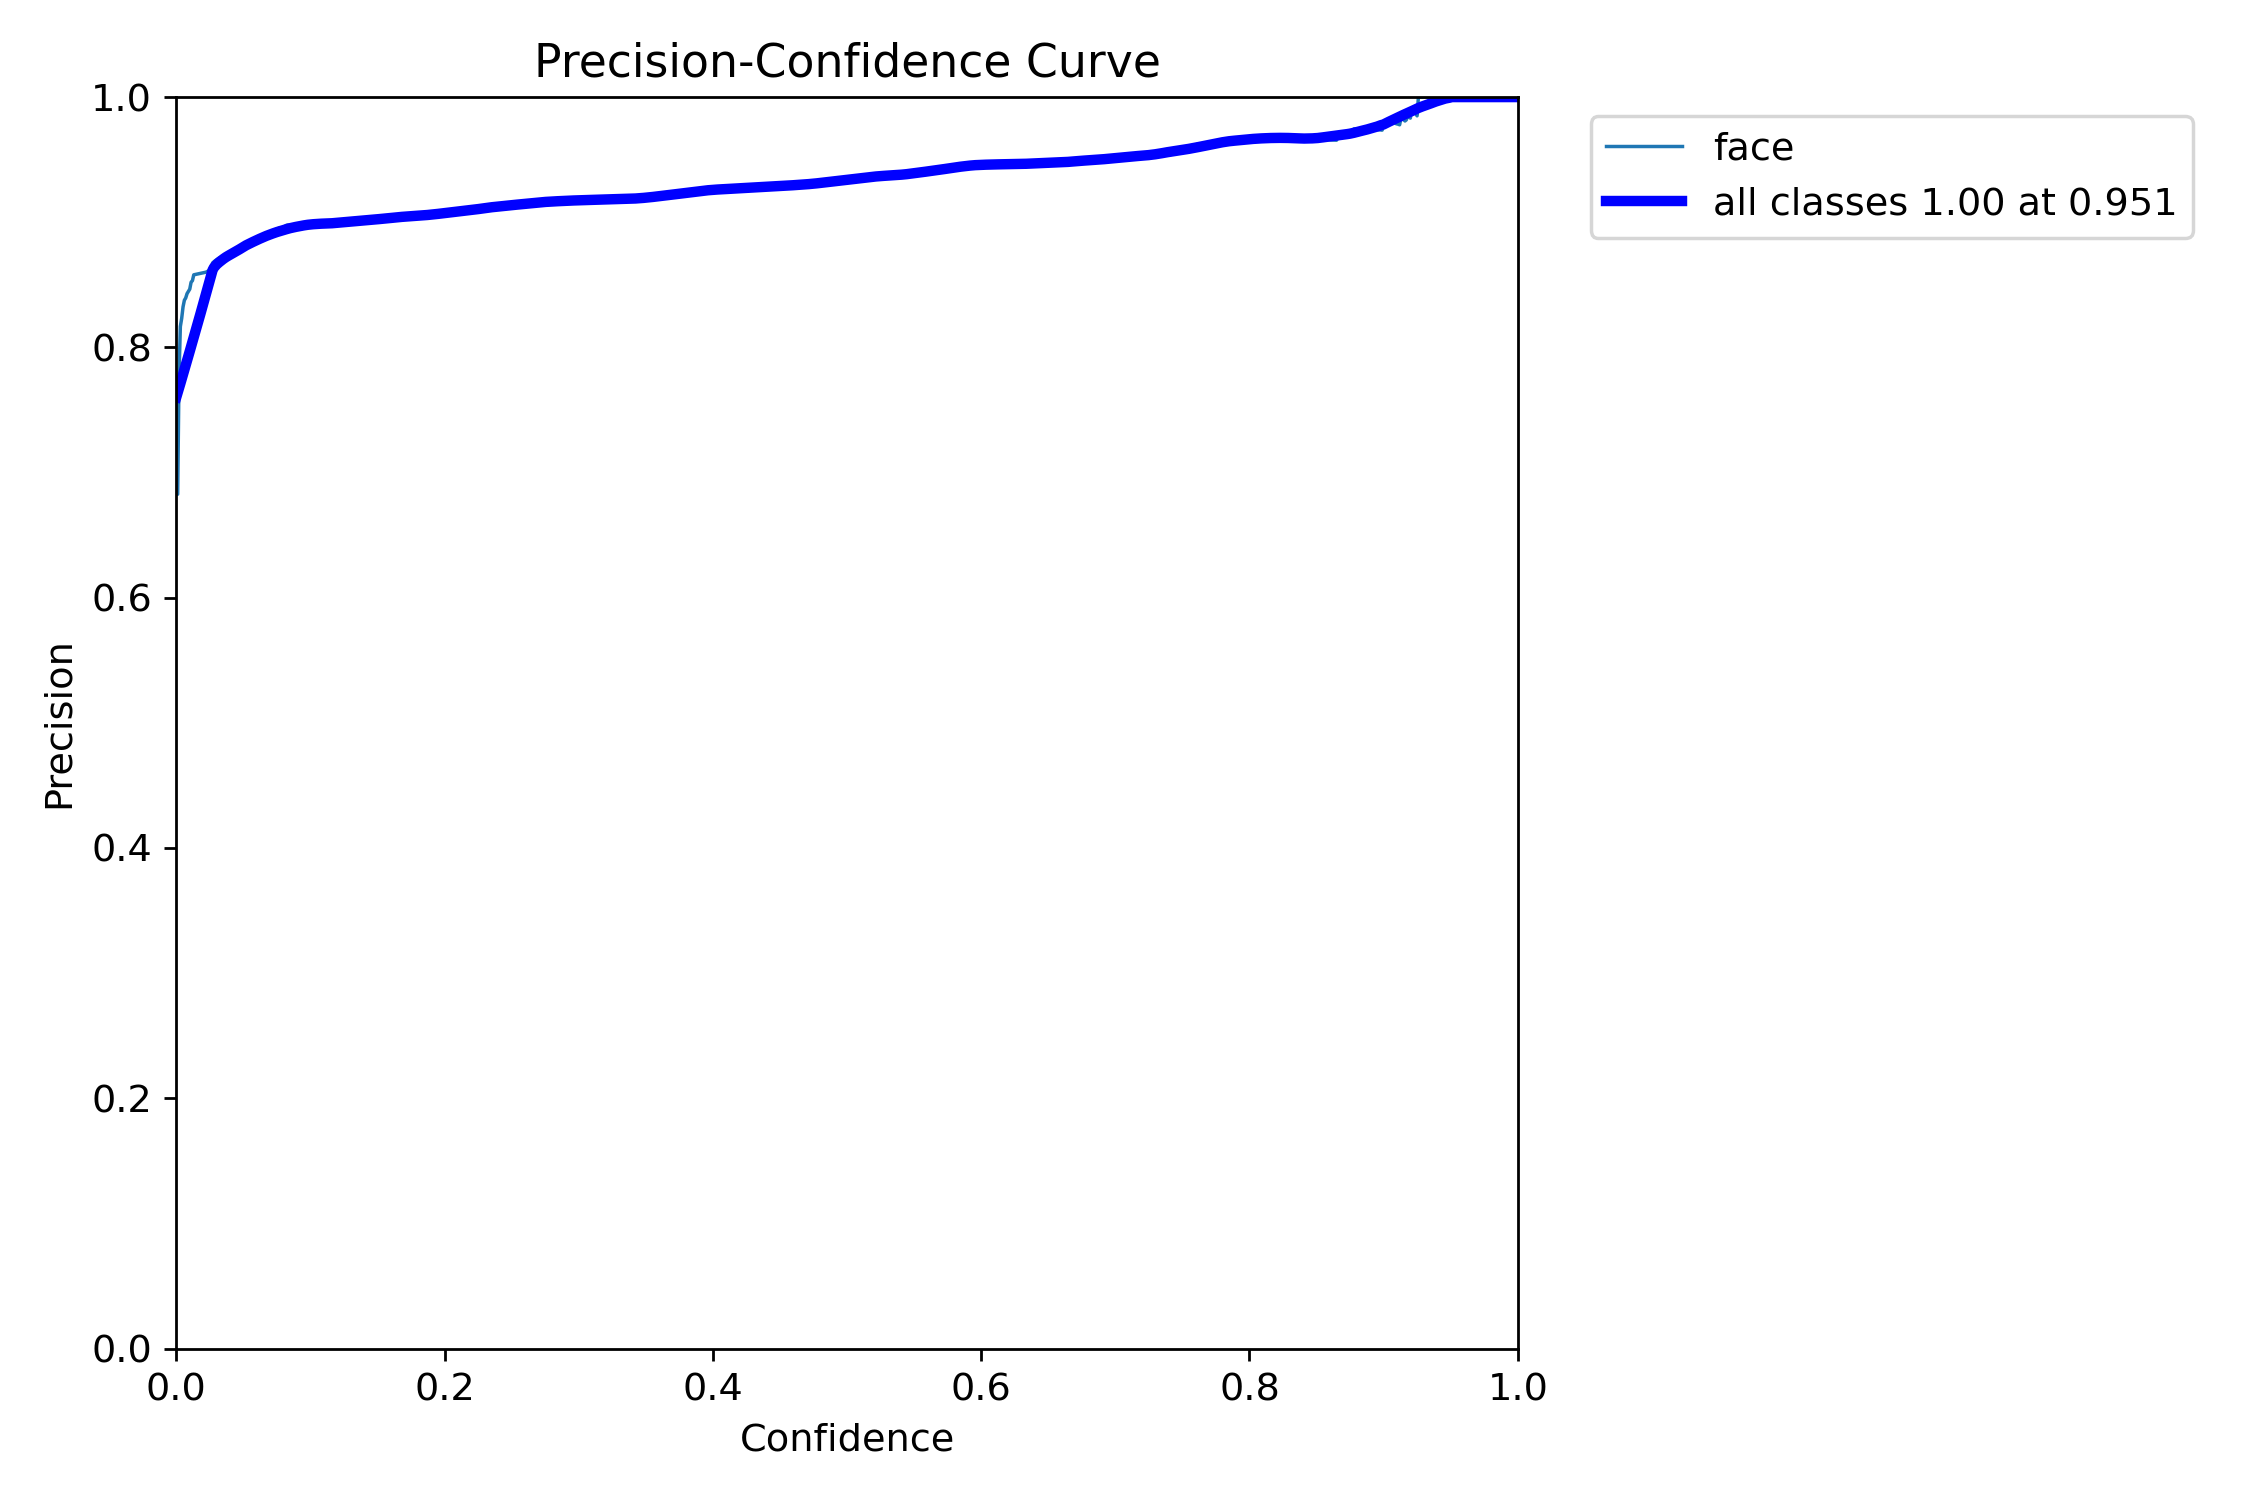 Precision-Confidence Curve
1.0
0.8
0.6
0.4
0.2
0.0
Precision
0.0 0.2 0.4 0.6 0.8 1.0
Confidence
face
all classes 1.00 at 0.951